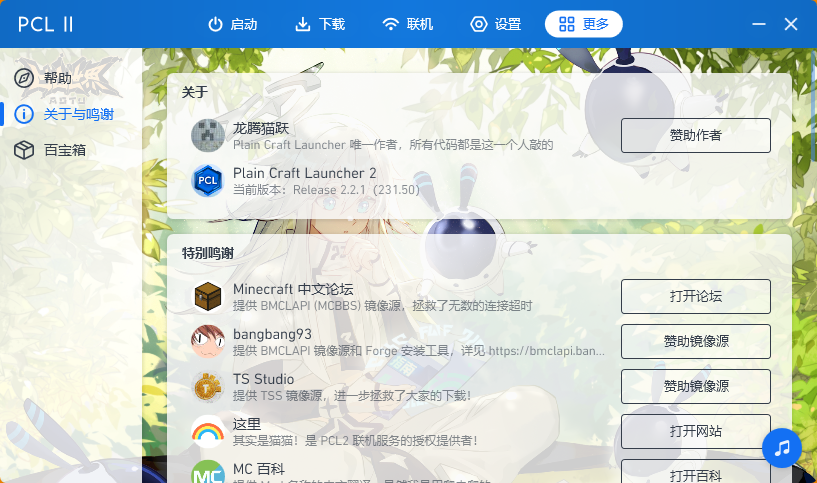 PCL II
启动
下载
联机
设置
更多
帮助
关于与鸣谢
百宝箱
关于
龙腾猫跃
Plain Craft Launcher 唯一作者，所有代码都是这一个人敲的
赞助作者
PCL
Plain Craft Launcher 2
当前版本：Release 2.2.1（231.50）
特别鸣谢
Minecraft 中文论坛
提供 BMCLAPI (MCBBS) 镜像源，拯救了无数的连接超时
打开论坛
bangbang93
提供 BMCLAPI 镜像源和 Forge 安装工具，详见 https://bmclapi.ban...
赞助镜像源
TS Studio
提供 TSS 镜像源，进一步拯救了大家的下载！
赞助镜像源
这里
其实是猫猫！是 PCL2 联机服务的授权提供者！
打开网站
MC
MC 百科
打开百科